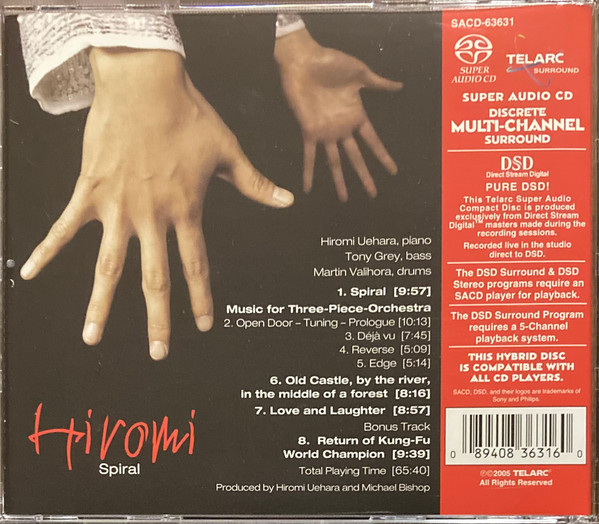 SACD-63631
SUPER AUDIO CD
TELARC
SURROUND
SUPER AUDIO CD
DISCRETE
MULTI-CHANNEL
SURROUND
DSD
Direct Stream Digital
PURE DSD!
This Telarc Super Audio
Compact Disc is produced
exclusively from Direct Stream
Digital™ masters made during the
recording sessions.
Recorded live in the studio
direct to DSD.
The DSD Surround & DSD
Stereo programs require an
SACD player for playback.
The DSD Surround Program
requires a 5-Channel
playback system.
THIS HYBRID DISC
IS COMPATIBLE WITH
ALL CD PLAYERS.
SACD, DSD, and their logos are trademarks of
Sony and Philips.
0 89408 36316 0
℗©2005 TELARC
All Rights Reserved
Hiromi Uehara, piano
Tony Grey, bass
Martin Valihora, drums
1. Spiral [9:57]
Music for Three-Piece-Orchestra
2. Open Door – Tuning – Prologue [10:13]
3. Déjà vu [7:45]
4. Reverse [5:09]
5. Edge [5:14]
6. Old Castle, by the river,
in the middle of a forest [8:16]
7. Love and Laughter [8:57]
Bonus Track
8. Return of Kung-Fu
World Champion [9:39]
Total Playing Time [65:40]
Produced by Hiromi Uehara and Michael Bishop
Hiromi
Spiral